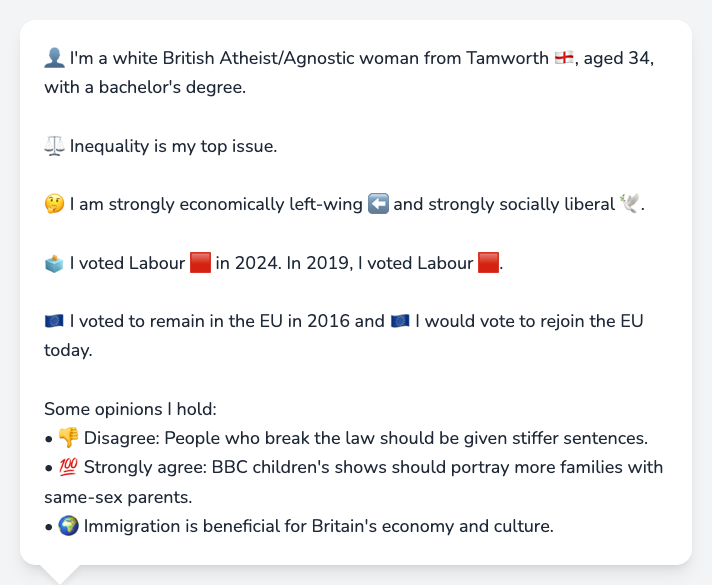 👤 I'm a white British Atheist/Agnostic woman from Tamworth 🏴󠁧󠁢󠁥󠁮󠁧󠁿, aged 34,
with a bachelor's degree.
⚖️ Inequality is my top issue.
🤔 I am strongly economically left-wing ⬅️ and strongly socially liberal 🕊️.
🗳️ I voted Labour 🟥 in 2024. In 2019, I voted Labour 🟥.
🇪🇺 I voted to remain in the EU in 2016 and 🇪🇺 I would vote to rejoin the EU
today.
Some opinions I hold:
• 👎 Disagree: People who break the law should be given stiffer sentences.
• 💯 Strongly agree: BBC children's shows should portray more families with
same-sex parents.
• 🌍 Immigration is beneficial for Britain's economy and culture.